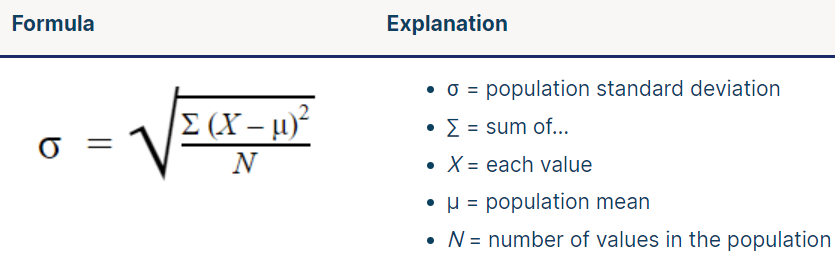 Formula Explanation
σ = √(Σ (X – μ)² / N)
• σ = population standard deviation
• ∑ = sum of...
• X = each value
• μ = population mean
• N = number of values in the population